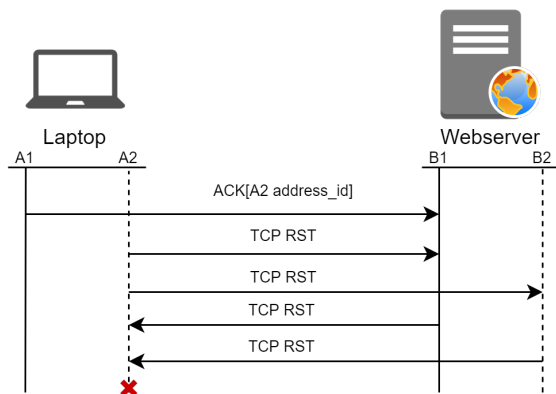 Laptop
Webserver
A1 A2 B1 B2
ACK[A2 address_id]
TCP RST
TCP RST
TCP RST
TCP RST